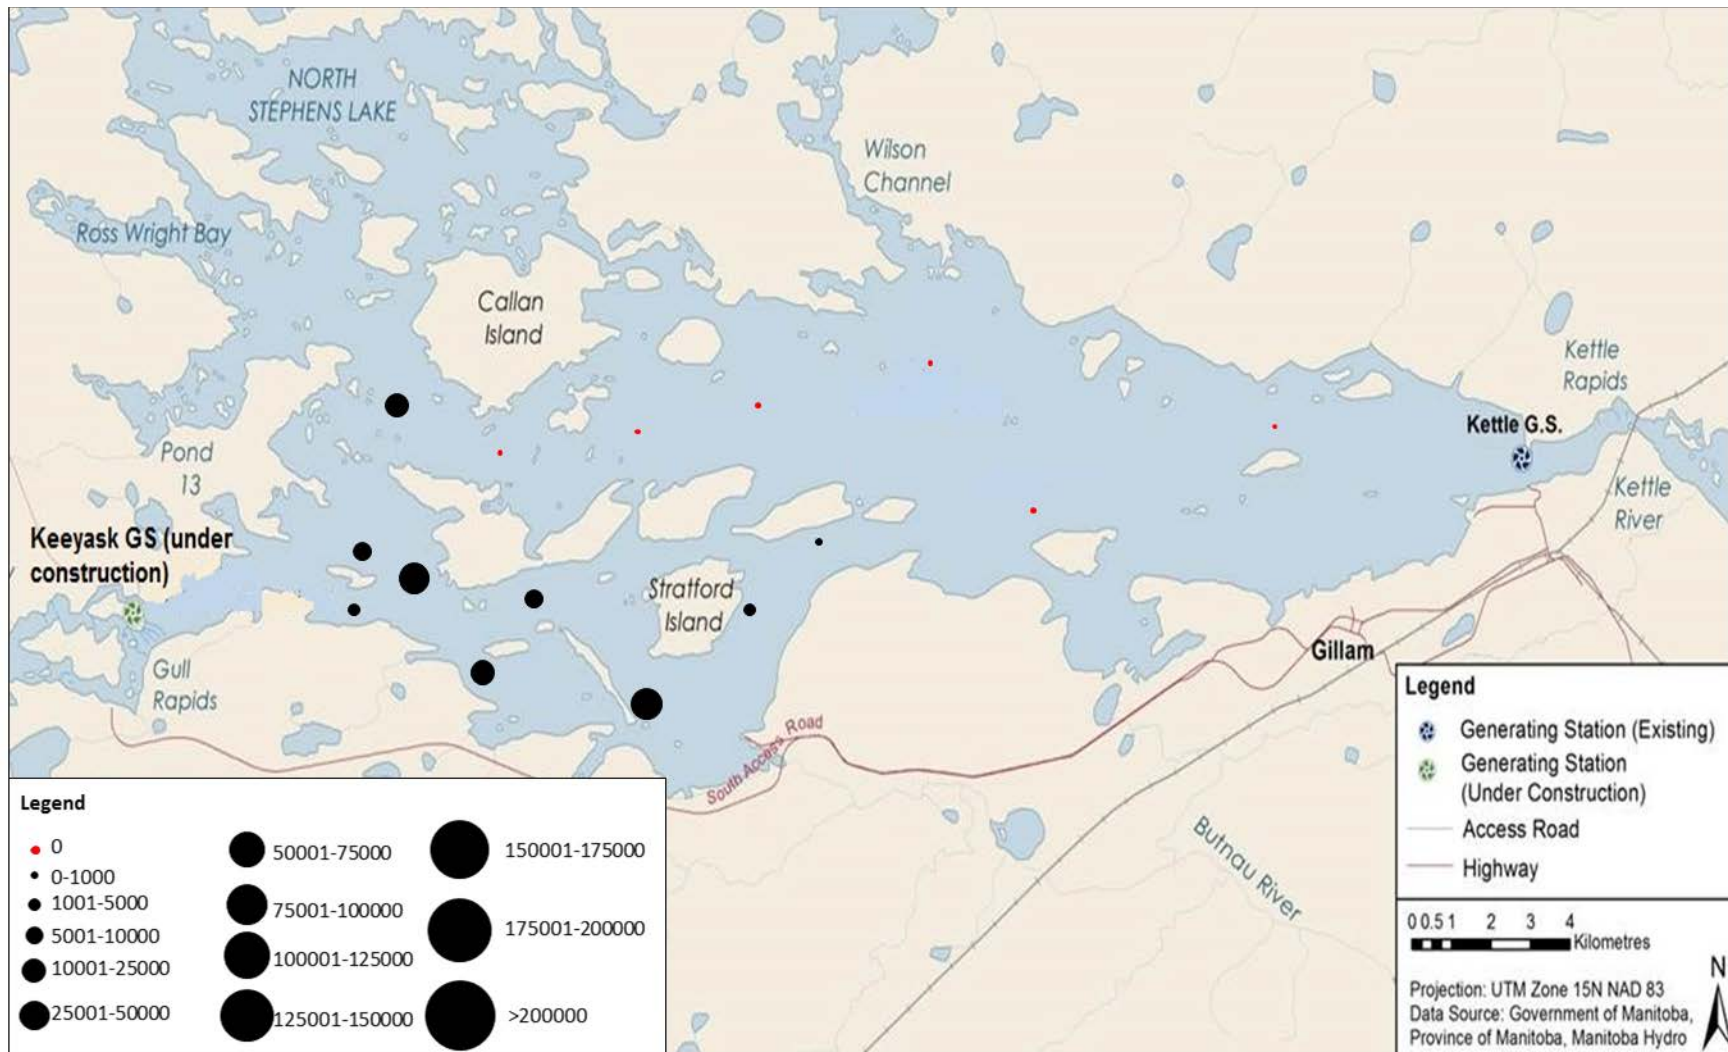 NORTH
STEPHENS LAKE
Wilson
Channel
Ross Wright Bay
Callan
Island
Kettle
Rapids
Kettle G.S.
Pond
13
Kettle
River
Keeyask GS (under
construction)
Stratford
Island
Gillam
Gull
Rapids
South Access Road
Butnau River
Legend
Generating Station (Existing)
Generating Station
(Under Construction)
Access Road
Highway
0 0.5 1 2 3 4
Kilometres
N
Projection: UTM Zone 15N NAD 83
Data Source: Government of Manitoba,
Province of Manitoba, Manitoba Hydro
Legend
0
0-1000
1001-5000
5001-10000
10001-25000
25001-50000
50001-75000
75001-100000
100001-125000
125001-150000
150001-175000
175001-200000
>200000